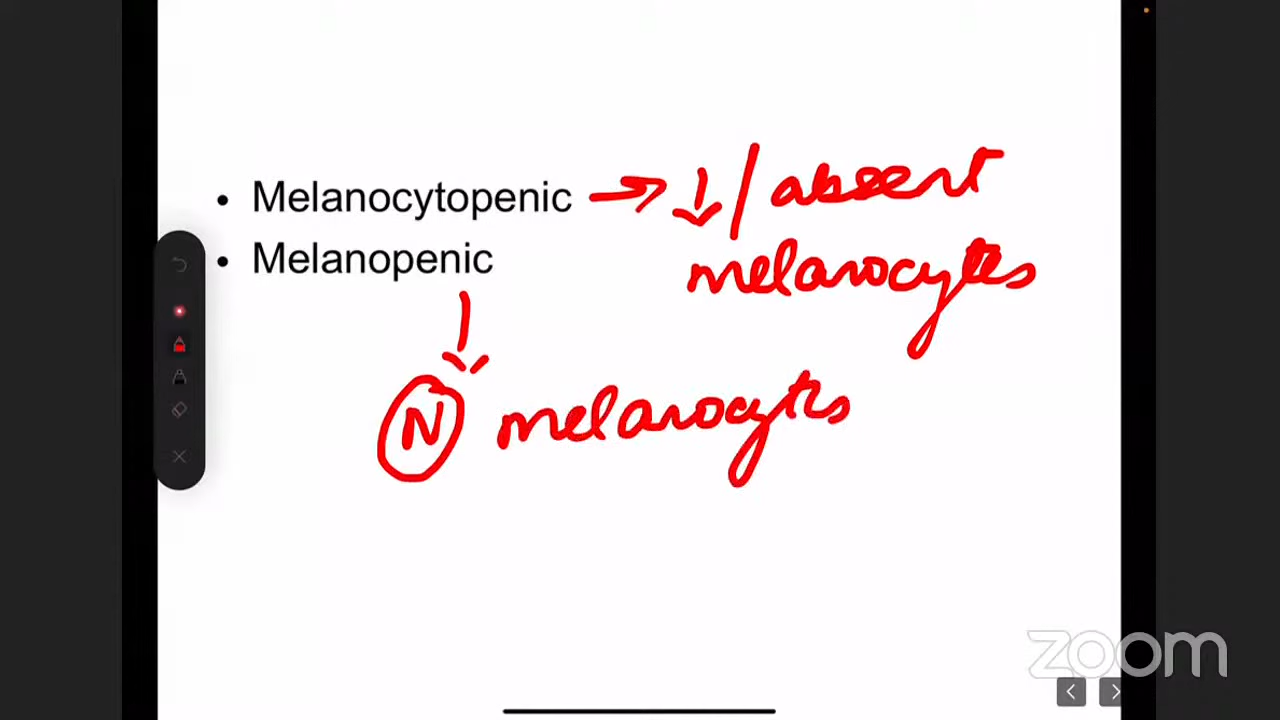 • Melanocytopenic → ↓ / absent
melanocytes
• Melanopenic
↓
N melanocytes
zoom